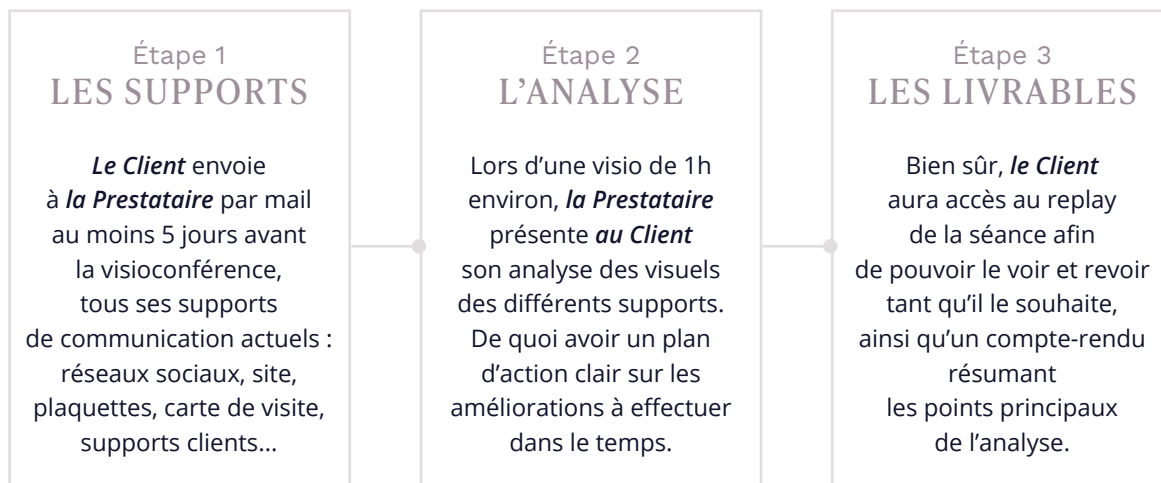 Étape 1
LES SUPPORTS
Le Client envoie
à la Prestataire par mail
au moins 5 jours avant
la visioconférence,
tous ses supports
de communication actuels :
réseaux sociaux, site,
plaquettes, carte de visite,
supports clients...
Étape 2
L’ANALYSE
Lors d’une visio de 1h
environ, la Prestataire
présente au Client
son analyse des visuels
des différents supports.
De quoi avoir un plan
d’action clair sur les
améliorations à effectuer
dans le temps.
Étape 3
LES LIVRABLES
Bien sûr, le Client
aura accès au replay
de la séance afin
de pouvoir le voir et revoir
tant qu’il le souhaite,
ainsi qu’un compte-rendu
résumant
les points principaux
de l’analyse.